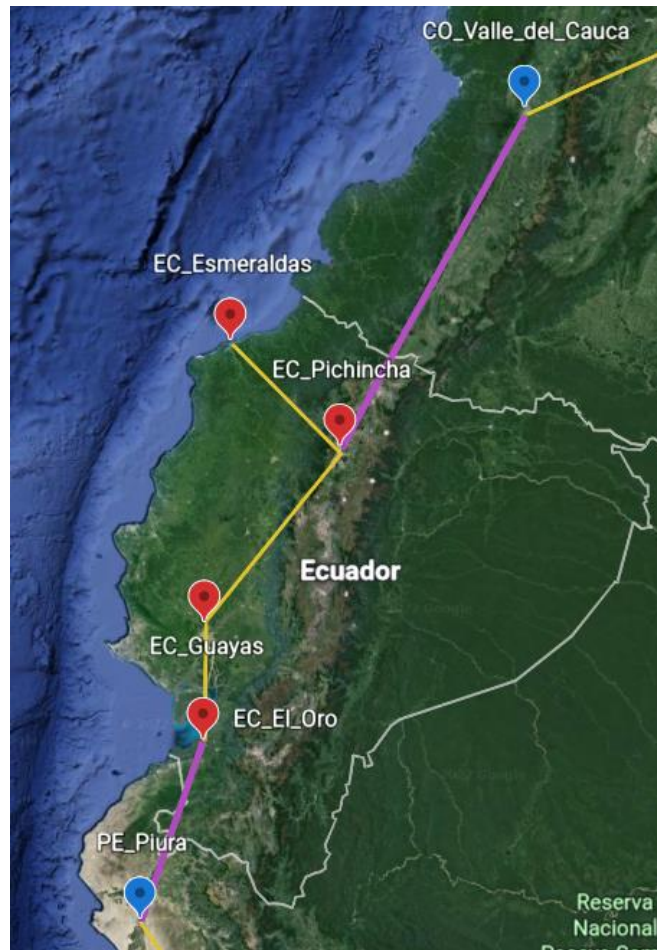 CO_Valle_del_Cauca
EC_Esmeraldas
EC_Pichincha
Ecuador
EC_Guayas
EC_El_Oro
PE_Piura
Reserva
Nacional